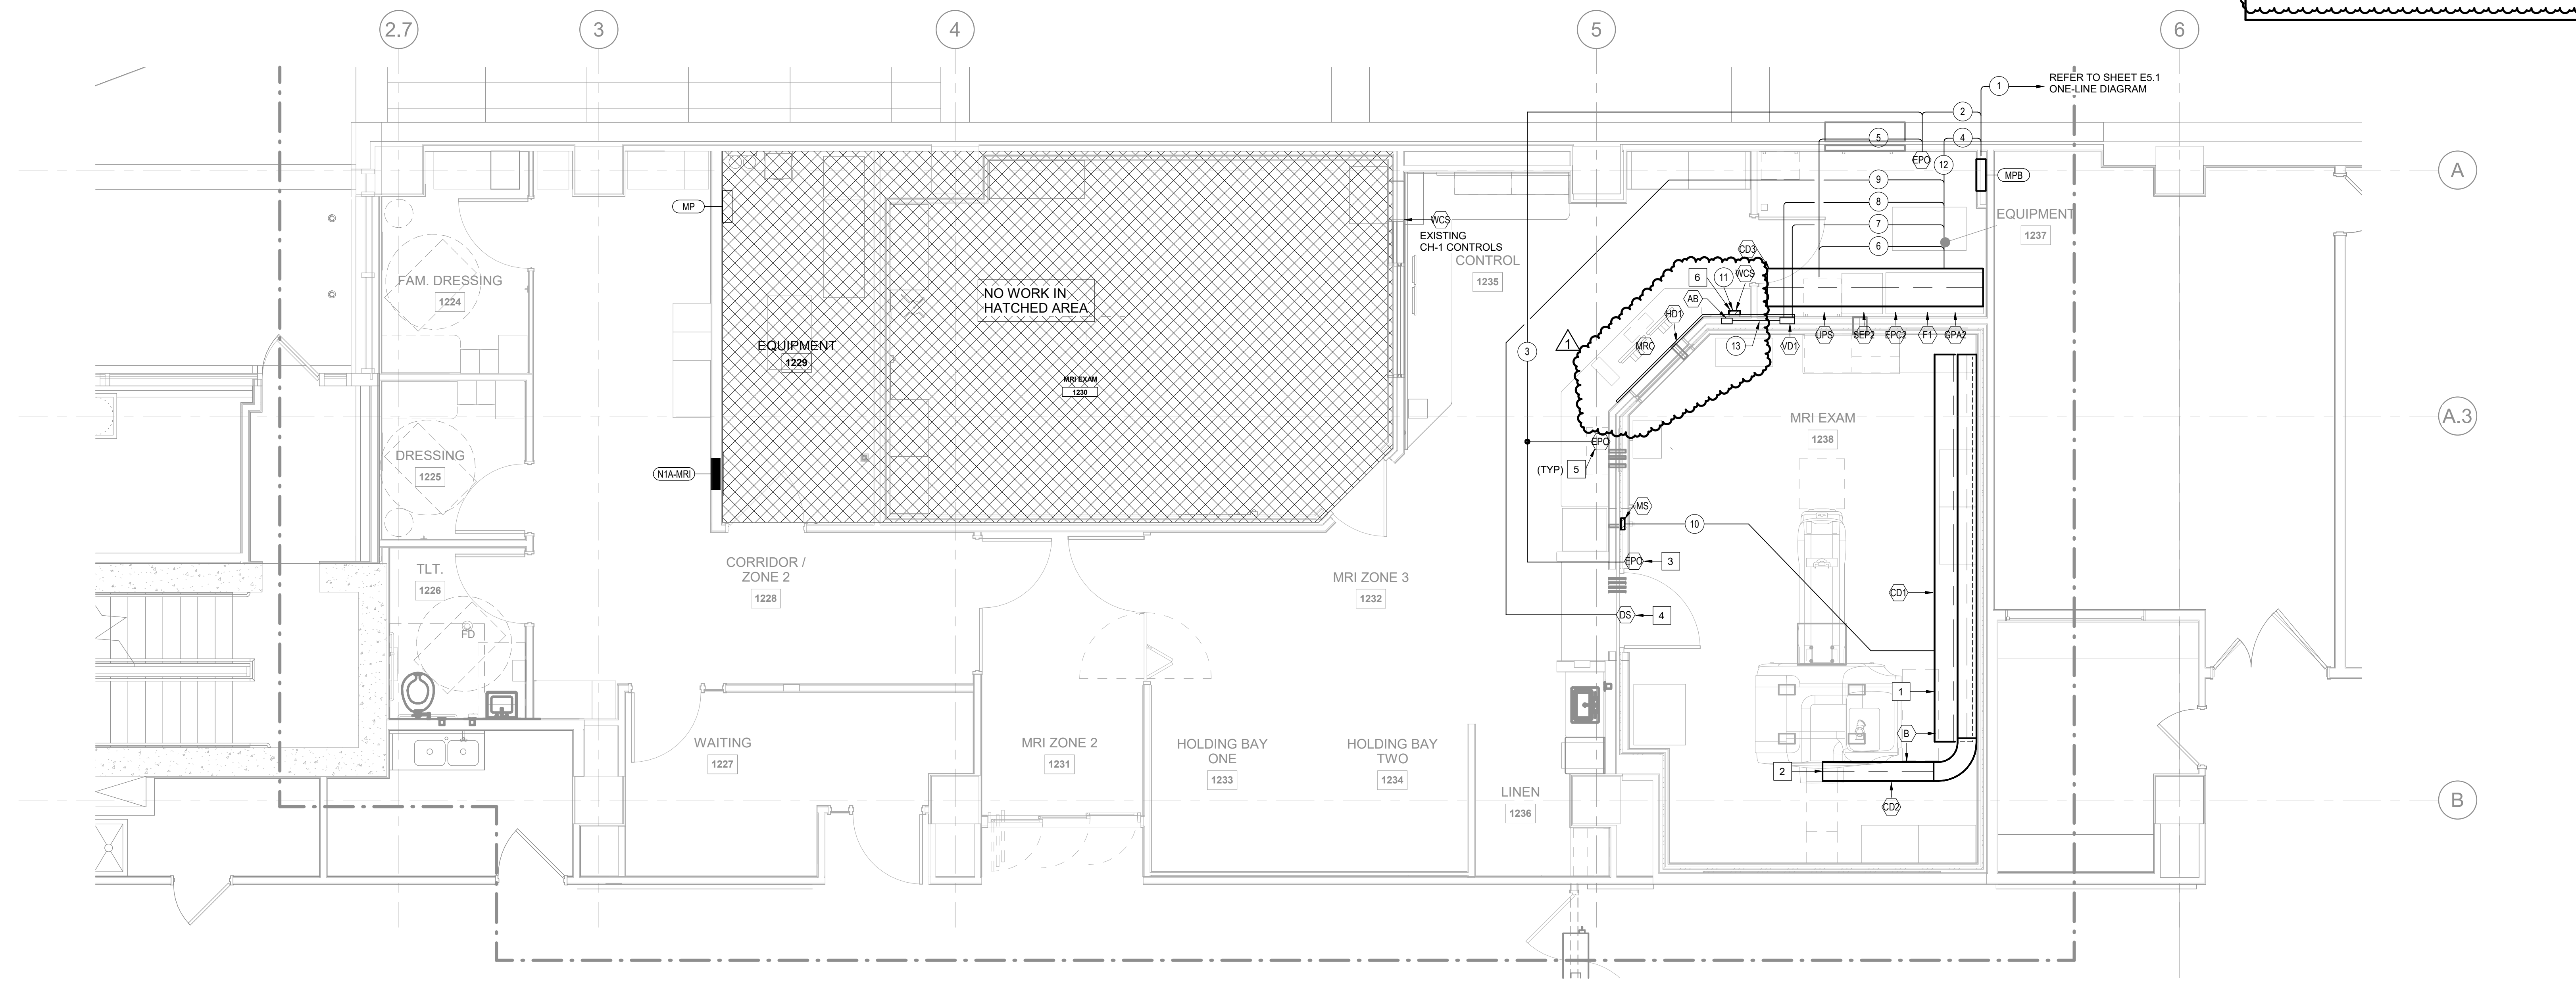 2.7
3
4
5
6
1
REFER TO SHEET E5.1
ONE-LINE DIAGRAM
2
5
4
EPO
12
A
MPB
9
MP
8
WCS
EXISTING
CH-1 CONTROLS
CONTROL
1235
EQUIPMENT
1237
7
6
CD3
FAM. DRESSING
1224
NO WORK IN
HATCHED AREA
6
11
WCS
AB
HD1
EQUIPMENT
1229
3
1
MRC
13
VD1
UPS
SEP2
EPC2
F1
GPA2
MRI EXAM
1230
MRI EXAM
1238
A.3
EPO
DRESSING
1225
N1A-MRI
(TYP)
5
MS
10
TLT.
1226
CORRIDOR /
ZONE 2
1228
MRI ZONE 3
1232
EPO
3
CD1
DS
4
FD
1
B
WAITING
1227
MRI ZONE 2
1231
HOLDING BAY
ONE
1233
HOLDING BAY
TWO
1234
2
LINEN
1236
CD2
B